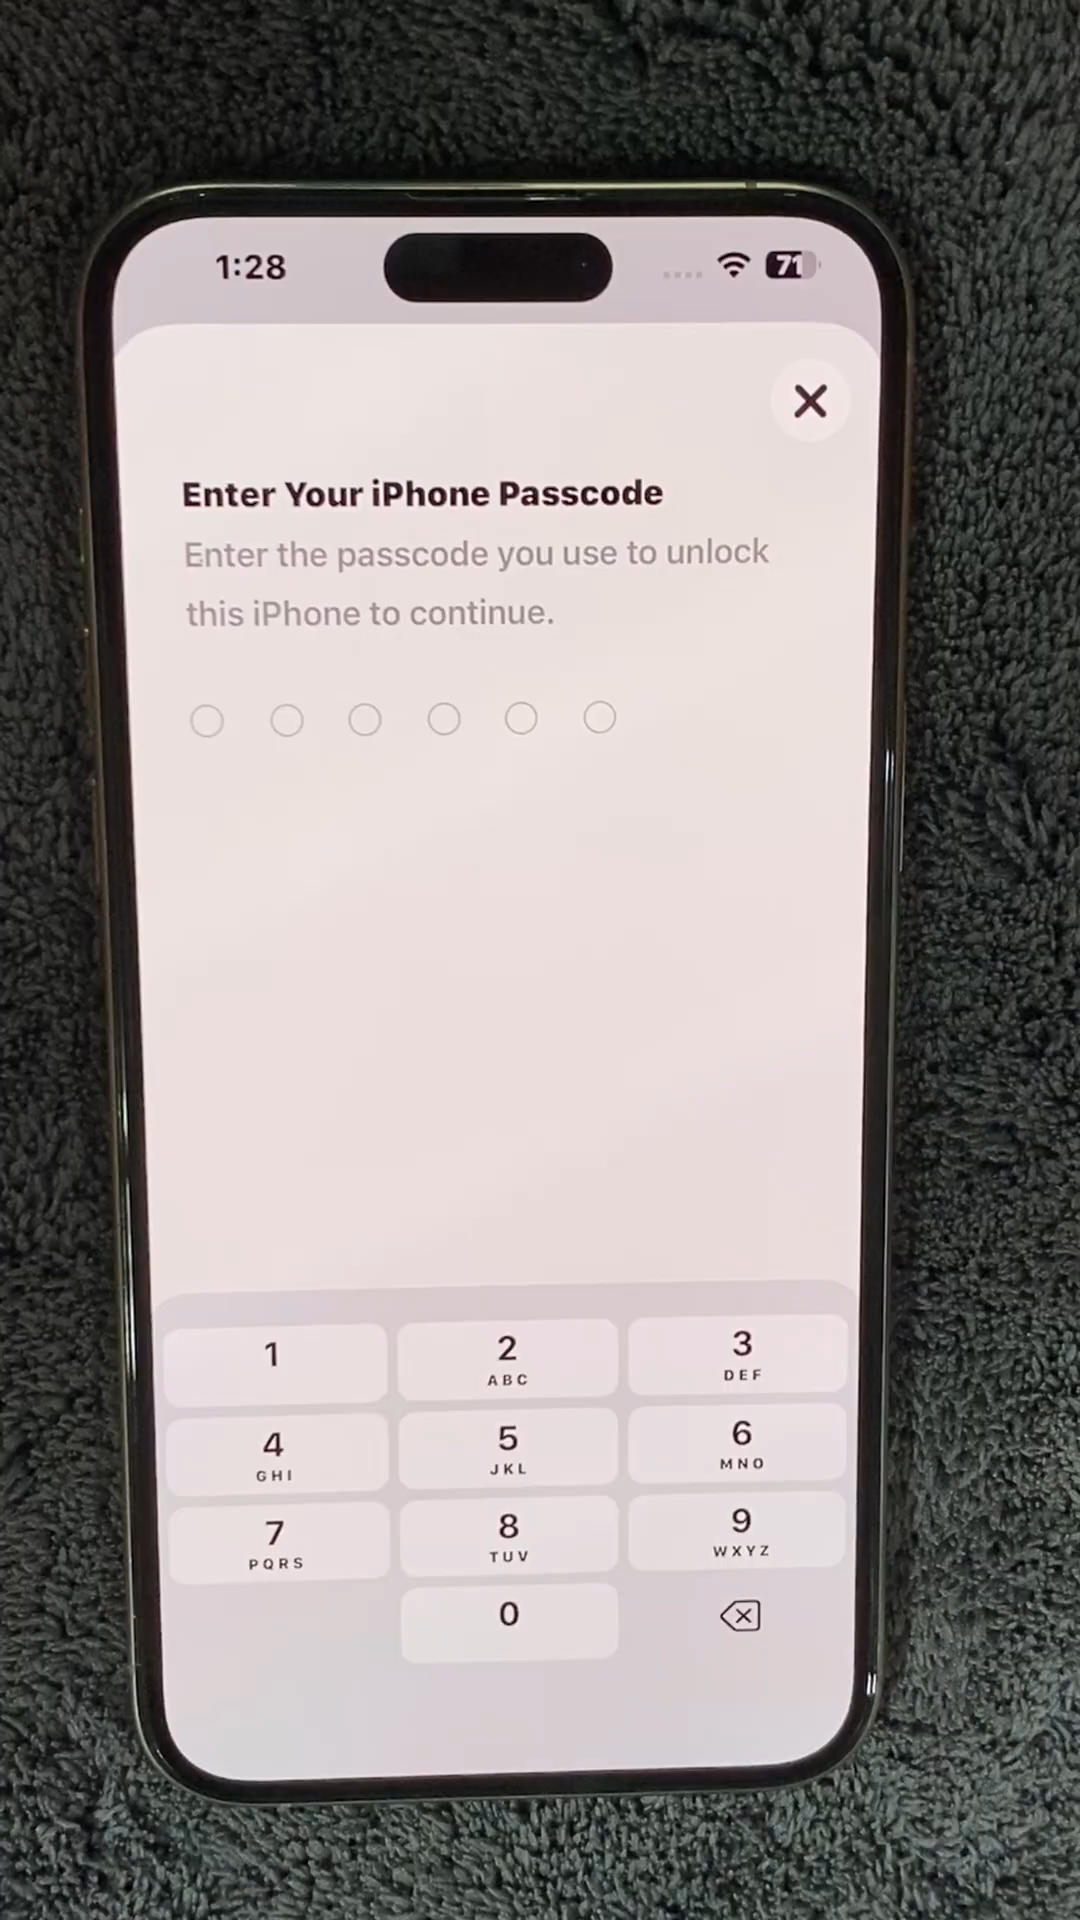 1:28
71
Enter Your iPhone Passcode
Enter the passcode you use to unlock
this iPhone to continue.
1
2
ABC
3
DEF
4
GHI
5
JKL
6
MNO
7
PQRS
8
TUV
9
WXYZ
0